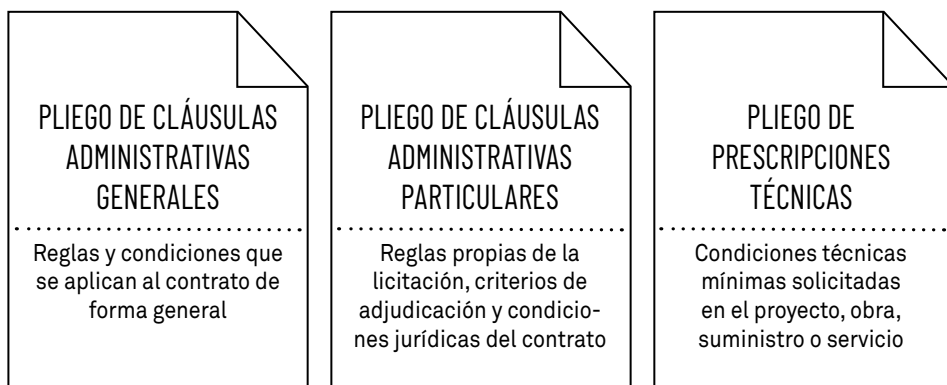 PLIEGO DE CLÁUSULAS
ADMINISTRATIVAS
GENERALES
Reglas y condiciones que
se aplican al contrato de
forma general
PLIEGO DE CLÁUSULAS
ADMINISTRATIVAS
PARTICULARES
Reglas propias de la
licitación, criterios de
adjudicación y condicio-
nes jurídicas del contrato
PLIEGO DE
PRESCRIPCIONES
TÉCNICAS
Condiciones técnicas
mínimas solicitadas
en el proyecto, obra,
suministro o servicio